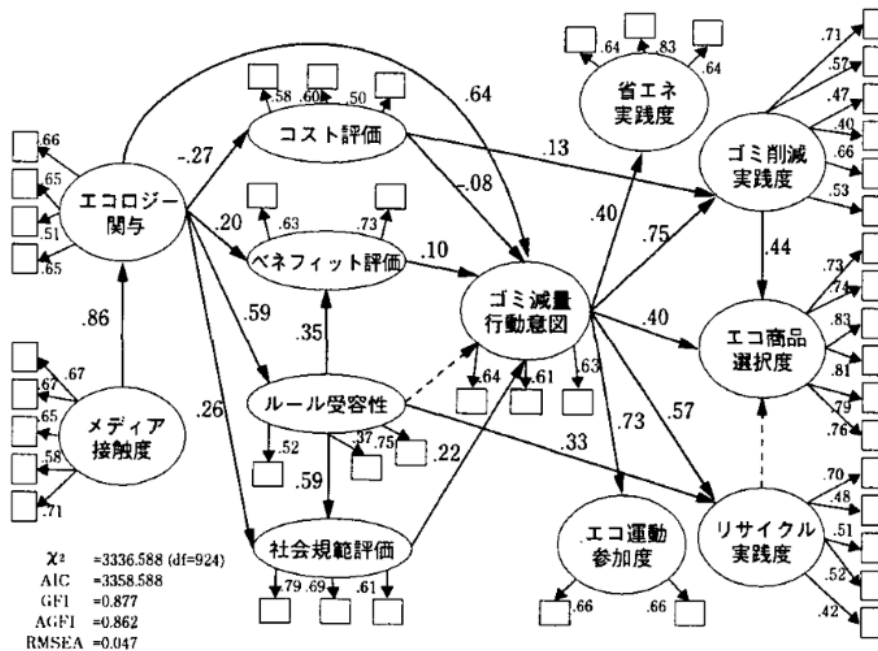 .64
.83
.64
省エネ
実践度
.71
.57
.47
.40
.66
.53
ゴミ削減
実践度
.58
.60
.50
コスト評価
.64
-.27
.13
-.08
.66
.65
.51
.65
エコロジー
関与
.20
.63
.73
ベネフィット評価
.10
.40
.75
.44
ゴミ減量
行動意図
.64
.61
.63
.40
.73
.74
.83
.81
.79
.76
エコ商品
選択度
.86
.59
.35
.26
.67
.67
.65
.58
.71
メディア
接触度
ルール受容性
.52
.37
.75
.59
.22
.33
.73
.57
.70
.48
.51
.52
.42
リサイクル
実践度
エコ運動
参加度
.66
.66
社会規範評価
.79
.69
.61
χ² =3336.588 (df=924)
AIC =3358.588
GFI =0.877
AGFI =0.862
RMSEA =0.047